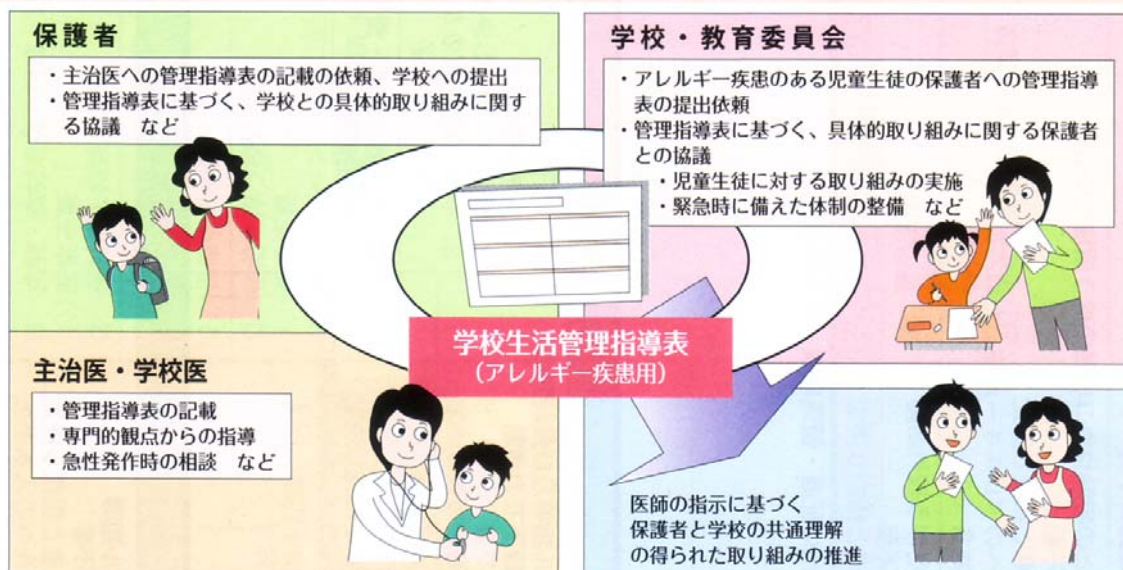 保護者
・主治医への管理指導表の記載の依頼、学校への提出
・管理指導表に基づく、学校との具体的取り組みに関す
る協議　など
学校・教育委員会
・アレルギー疾患のある児童生徒の保護者への管理指導
表の提出依頼
・管理指導表に基づく、具体的取り組みに関する保護者
との協議
・児童生徒に対する取り組みの実施
・緊急時に備えた体制の整備　など
学校生活管理指導表
（アレルギー疾患用）
主治医・学校医
・管理指導表の記載
・専門的観点からの指導
・急性発作時の相談　など
医師の指示に基づく
保護者と学校の共通理解
の得られた取り組みの推進